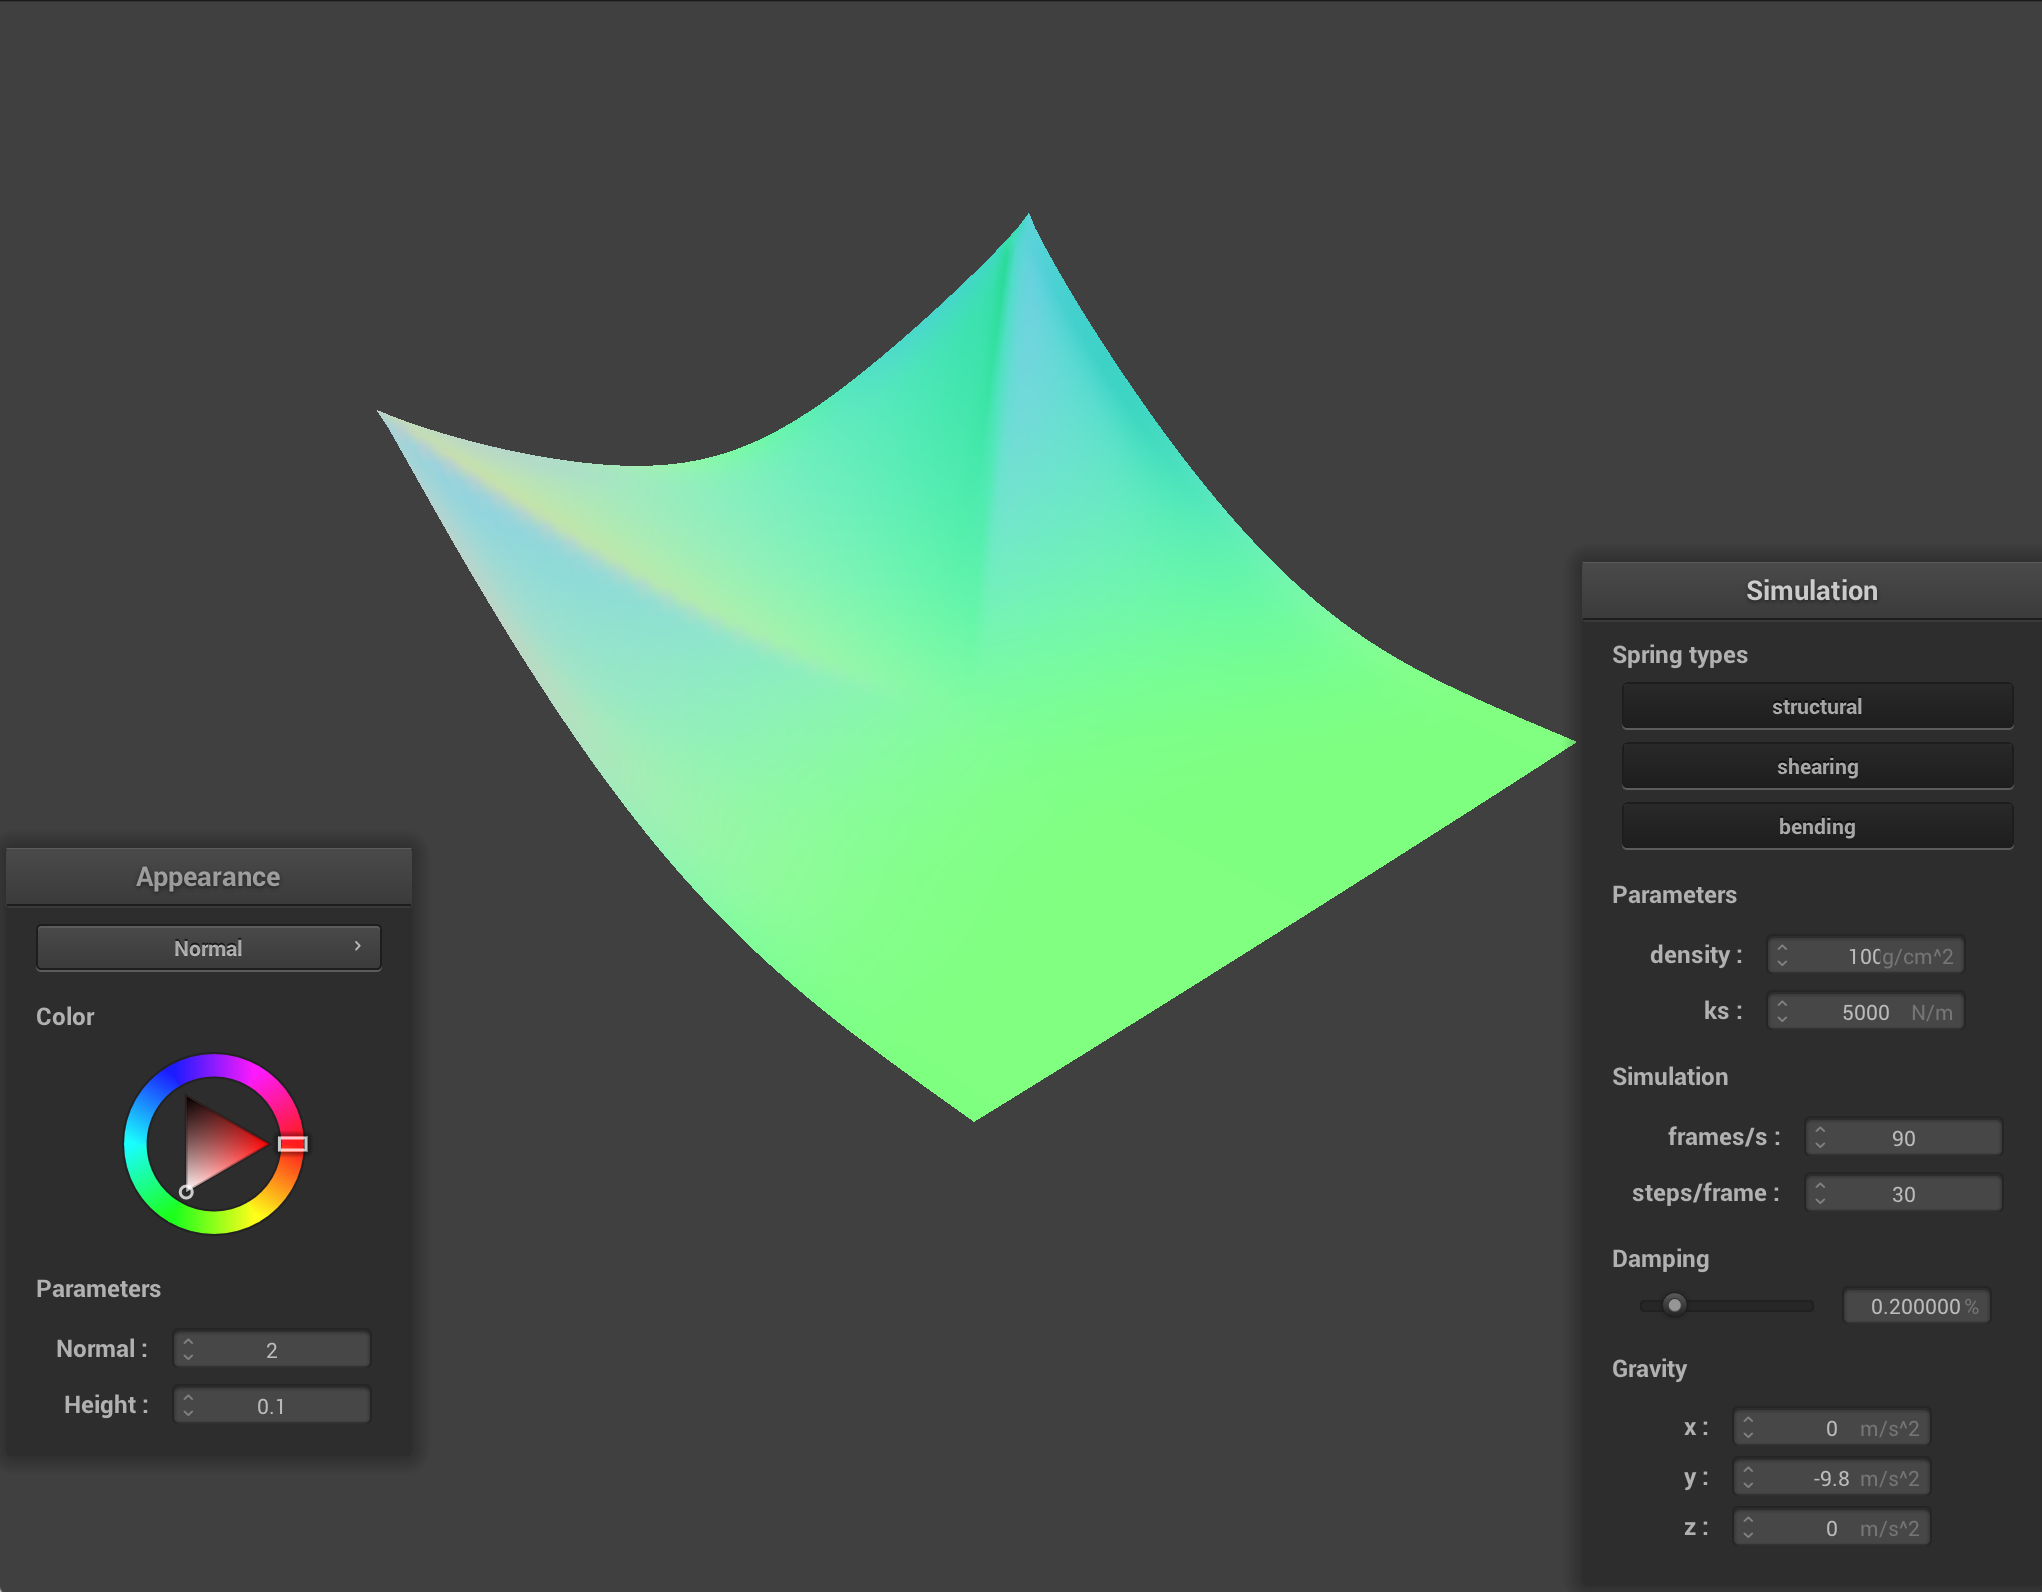 Appearance
Normal
Color
Parameters
Normal : 2
Height : 0.1
Simulation
Spring types
structural
shearing
bending
Parameters
density : 100g/cm^2
ks : 5000 N/m
Simulation
frames/s : 90
steps/frame : 30
Damping
0.200000 %
Gravity
x : 0 m/s^2
y : -9.8 m/s^2
z : 0 m/s^2